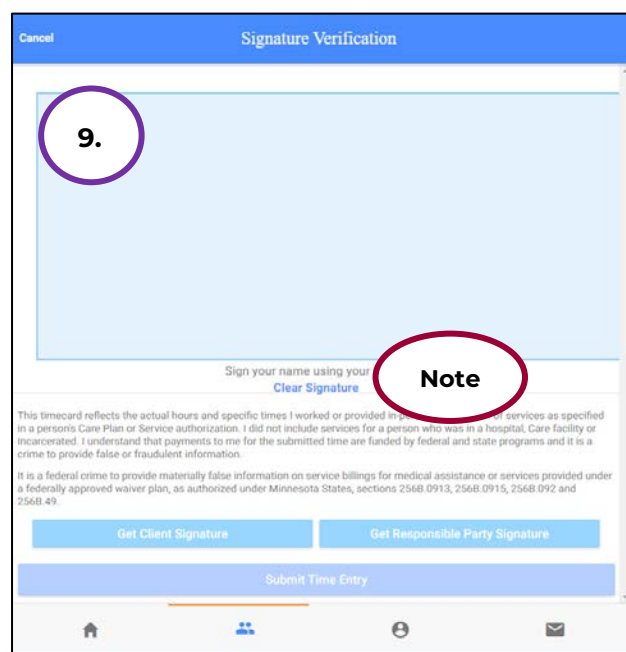 Cancel
Signature Verification
9.
Sign your name using your
Clear Signature
Note
This timecard reflects the actual hours and specific times I worked or provided in-p of services as specified
in a person's Care Plan or Service authorization. I did not include services for a person who was in a hospital, Care facility or
Incarcerated. I understand that payments to me for the submitted time are funded by federal and state programs and it is a
crime to provide false or fraudulent information.
It is a federal crime to provide materially false information on service billings for medical assistance or services provided under
a federally approved waiver plan, as authorized under Minnesota States, sections 256B.0913, 256B.0915, 256B.092 and
256B.49.
Get Client Signature
Get Responsible Party Signature
Submit Time Entry